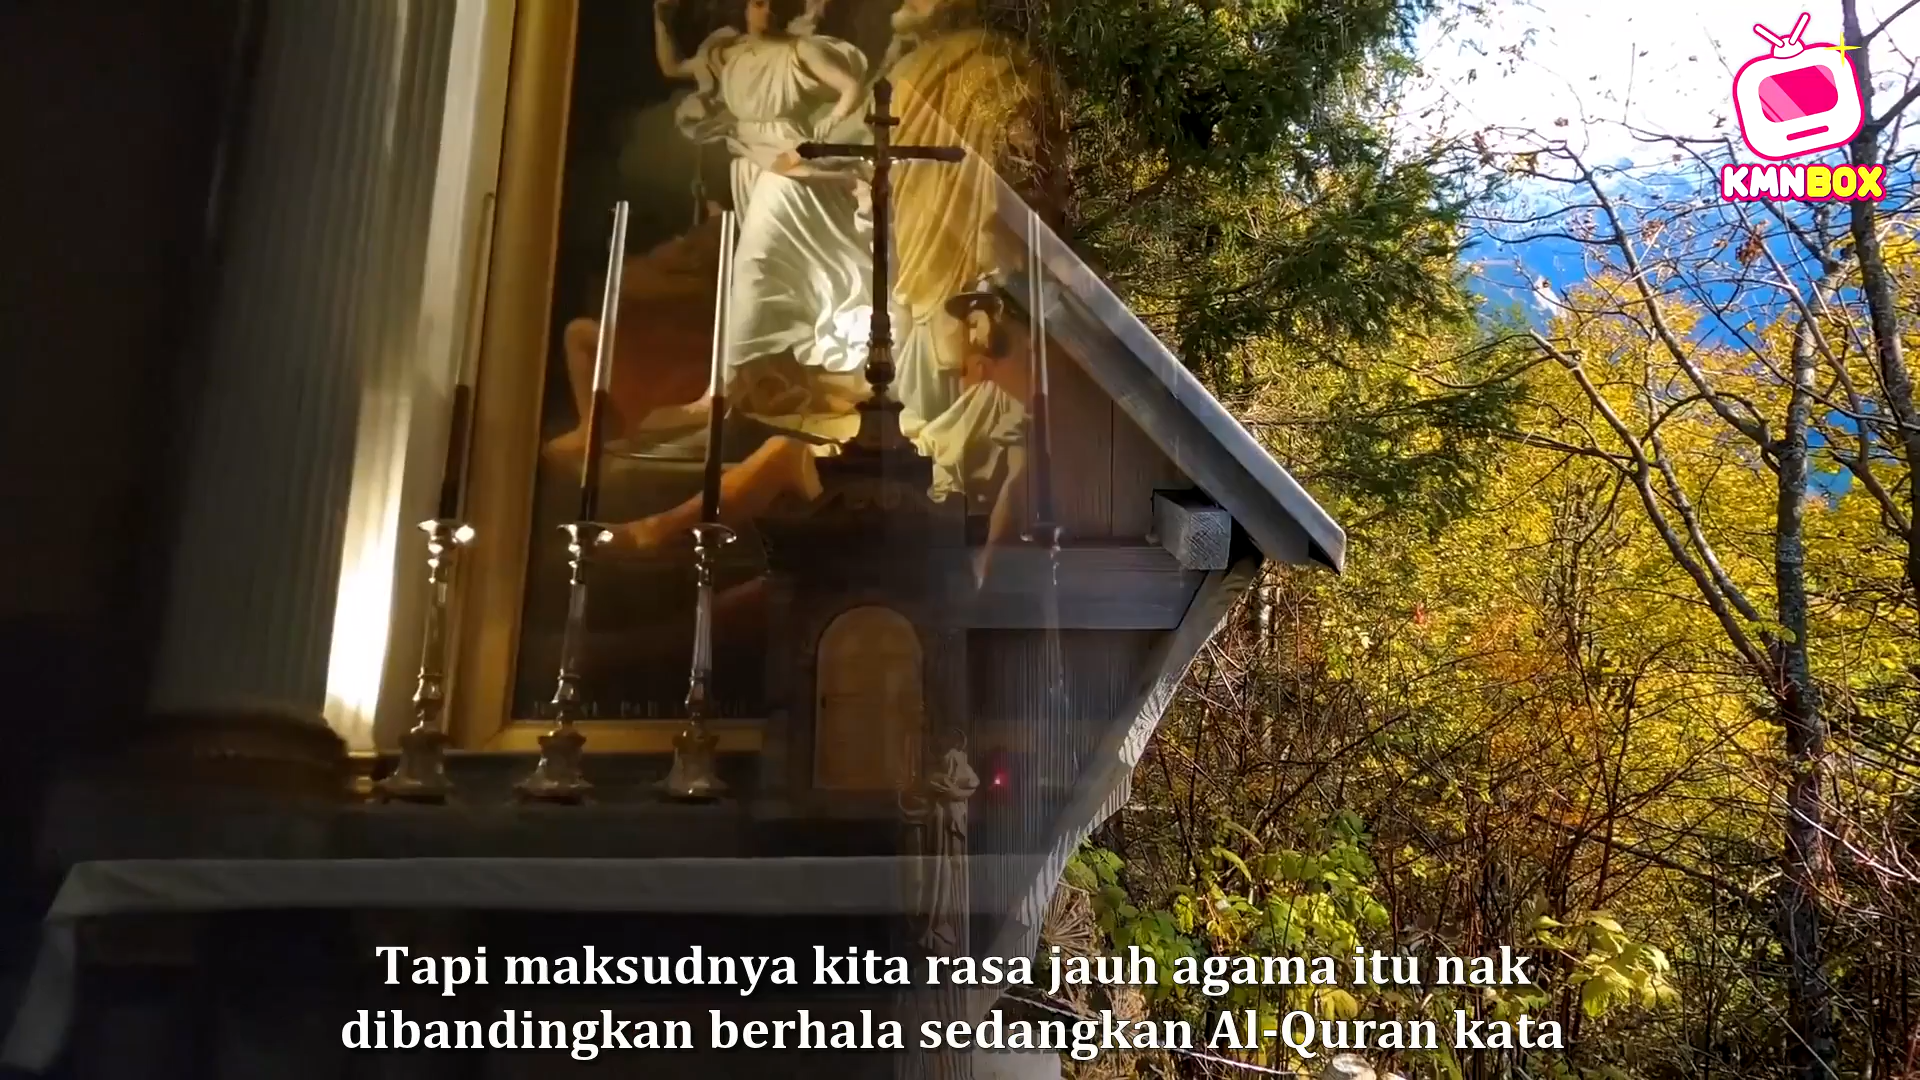 KMNBOX
Tapi maksudnya kita rasa jauh agama itu nak
dibandingkan berhala sedangkan Al-Quran kata